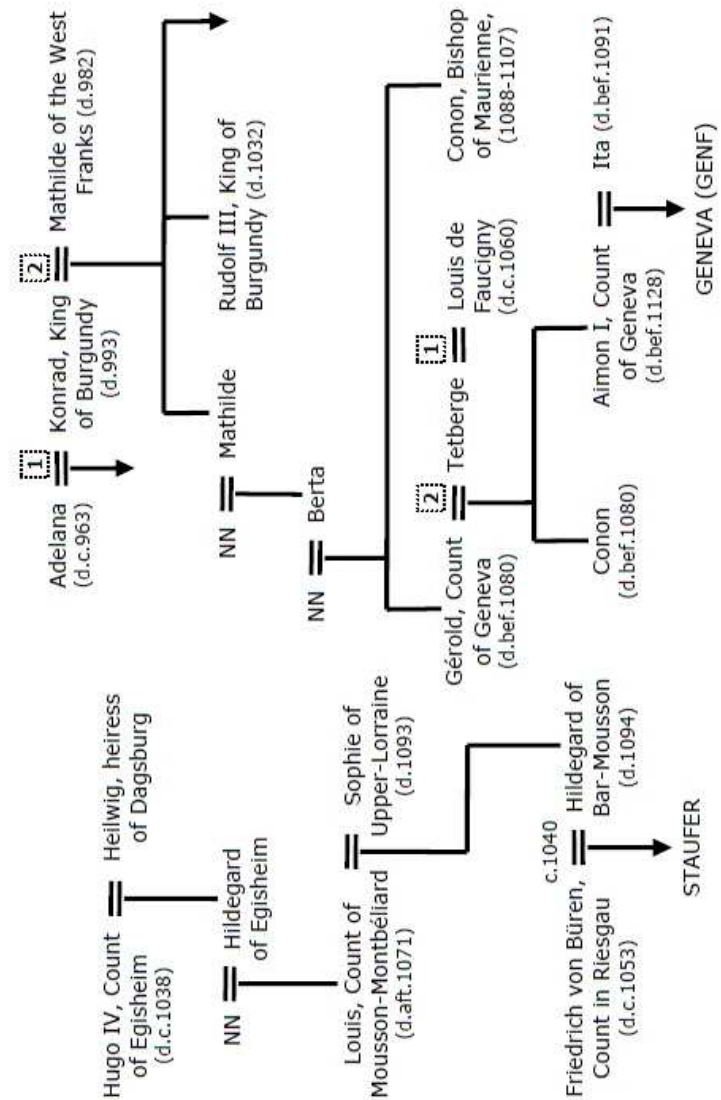 Hugo IV, Count
of Egisheim
(d.c.1038)
Heilwig, heiress
of Dagsburg
NN
Hildegard
of Egisheim
Louis, Count of
Mousson-Montbéliard
(d.aft.1071)
Sophie of
Upper-Lorraine
(d.1093)
Friedrich von Büren,
Count in Riesgau
(d.c.1053)
c.1040
Hildegard of
Bar-Mousson
(d.1094)
STAUFER
Adelana
(d.c.963)
1
Konrad, King
of Burgundy
(d.993)
2
Mathilde of the West
Franks (d.982)
NN
Mathilde
Rudolf III, King of
Burgundy (d.1032)
NN
Berta
Gérold, Count
of Geneva
(d.bef.1080)
2
Tetberge
1
Louis de
Faucigny
(d.c.1060)
Conon, Bishop
of Maurienne,
(1088-1107)
Conon
(d.bef.1080)
Aimon I, Count
of Geneva
(d.bef.1128)
Ita (d.bef.1091)
GENEVA (GENF)